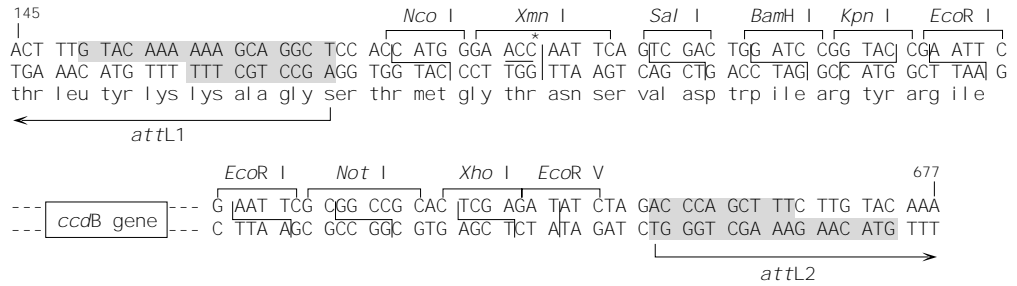 145
Nco I Xmn I Sal I BamH I Kpn I EcoR I
*
ACT TTG TAC AAA AAA GCA GGC TCC ACC ATG GGA ACC AAT TCA GTC GAC TGG ATC CGG TAC CGA ATT C
TGA AAC ATG TTT TTT CGT CCG AGG TGG TAC CCT TGG TTA AGT CAG CTG ACC TAG GCC ATG GCT TAA G
thr leu tyr lys lys ala gly ser thr met gly thr asn ser val asp trp ile arg tyr arg ile
attL1
EcoR I Not I Xho I EcoR V 677
--- ccdB gene --- G AAT TCG CGG CCG CAC TCG AGA TAT CTA GAC CCA GCT TTC TTG TAC AAA
--- --- C TTA AGC GCC GGC GTG AGC TCT ATA GAT CTG GGT CGA AAG AAC ATG TTT
attL2